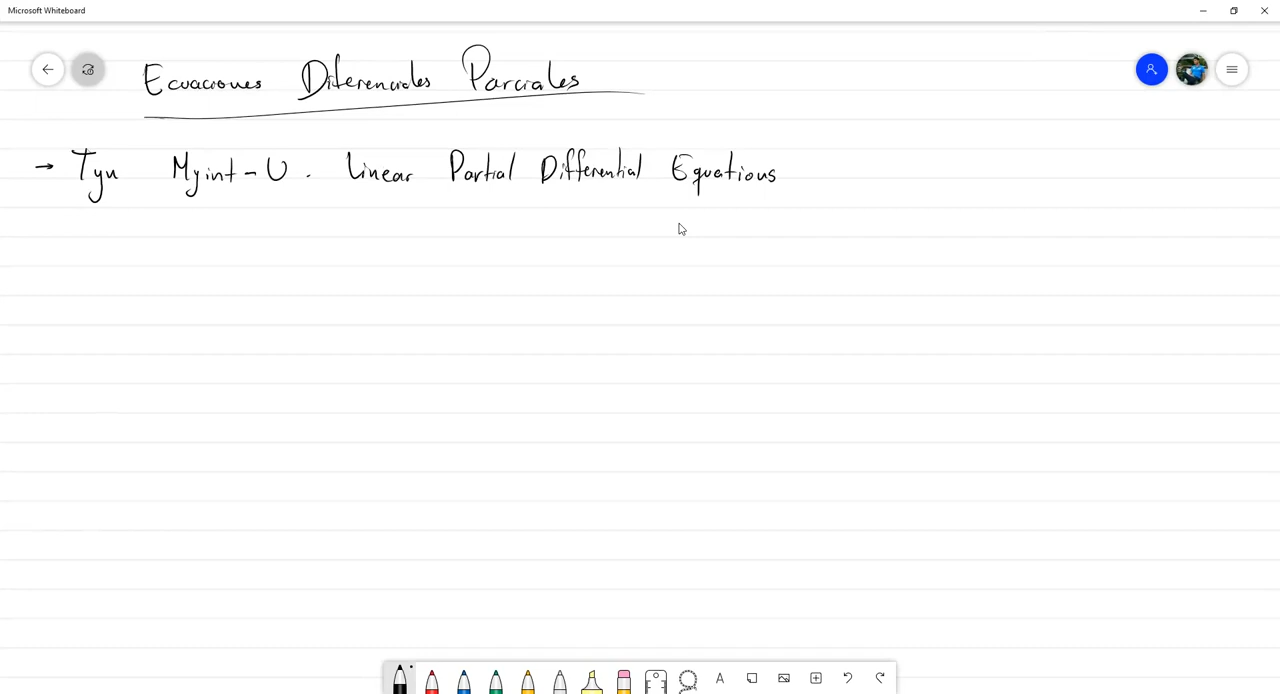 Microsoft Whiteboard
Ecuaciones Diferenciales Parciales
→ Tyn Myint-U. Linear Partial Differential Equations
A